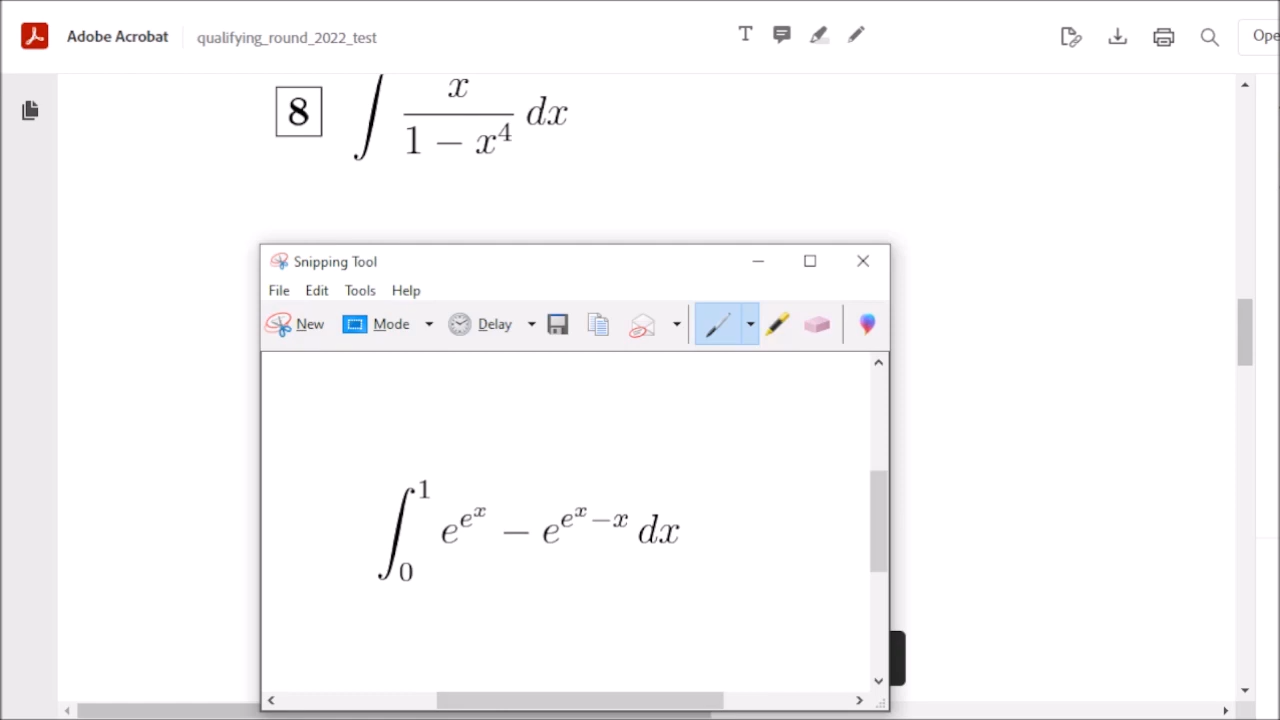 Adobe Acrobat qualifying_round_2022_test T Ope
8 ∫ x / (1 − x⁴) dx
Snipping Tool
File Edit Tools Help
New Mode Delay
∫₀¹ e^{e^x} − e^{e^x − x} dx